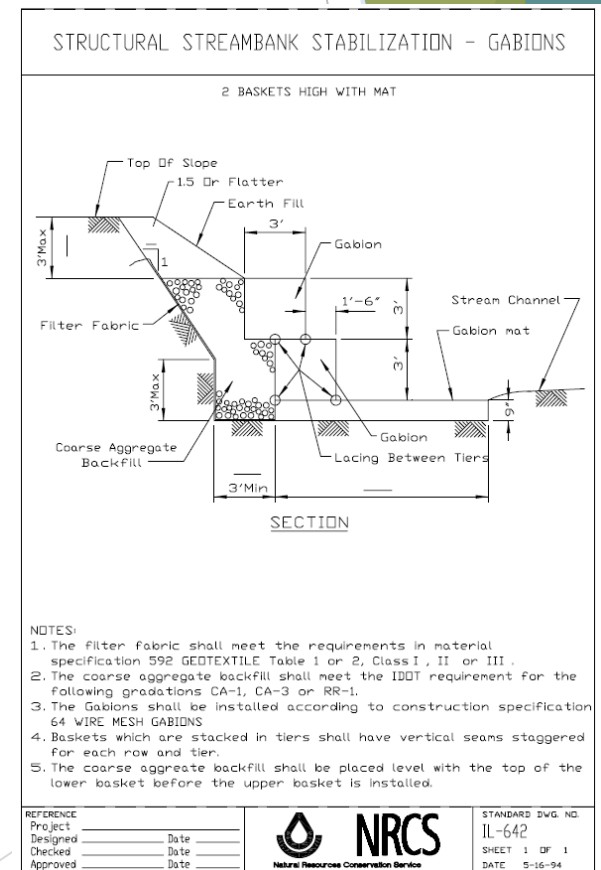 STRUCTURAL STREAMBANK STABILIZATION - GABIONS
2 BASKETS HIGH WITH MAT
Top Of Slope
1.5 Or Flatter
Earth Fill
3'
Gabion
3'Max
1
1'-6"
3'
Stream Channel
Filter Fabric
Gabion mat
3'
3'Max
9"
Coarse Aggregate
Backfill
Gabion
Lacing Between Tiers
3'Min
SECTION
NOTES:
1. The filter fabric shall meet the requirements in material
specification 592 GEOTEXTILE Table 1 or 2, Class I, II or III.
2. The coarse aggregate backfill shall meet the IDOT requirement for the
following gradations CA-1, CA-3 or RR-1.
3. The Gabions shall be installed according to construction specification
64 WIRE MESH GABIONS
4. Baskets which are stacked in tiers shall have vertical seams staggered
for each row and tier.
5. The coarse aggreate backfill shall be placed level with the top of the
lower basket before the upper basket is installed.
REFERENCE
Project
Designed Date
Checked Date
Approved Date
NRCS
Natural Resources Conservation Service
STANDARD DWG. NO.
IL-642
SHEET 1 OF 1
DATE 5-16-94